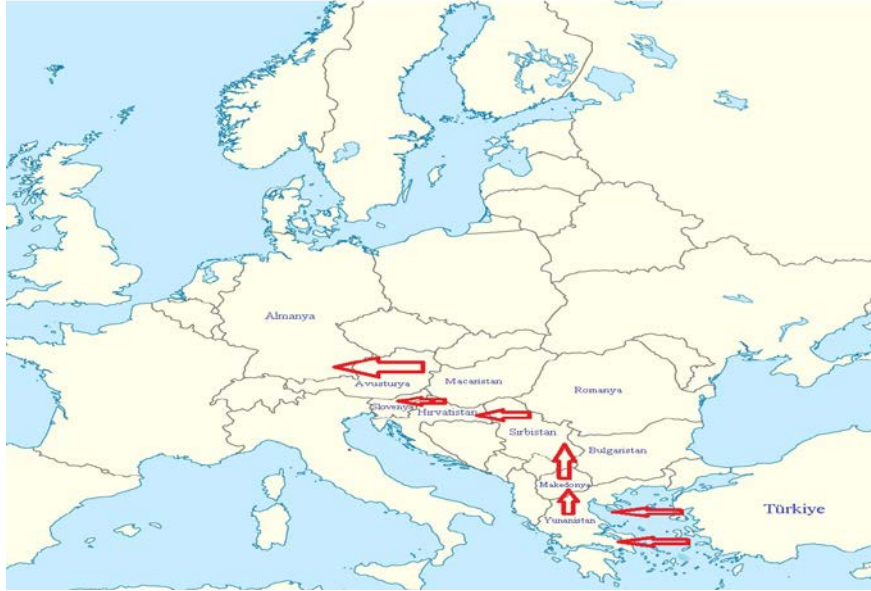 Almanya
Avusturya
Macaristan
Romanya
Slovenya
Hırvatistan
Sırbistan
Bulgaristan
Makedonya
Türkiye
Yunanistan